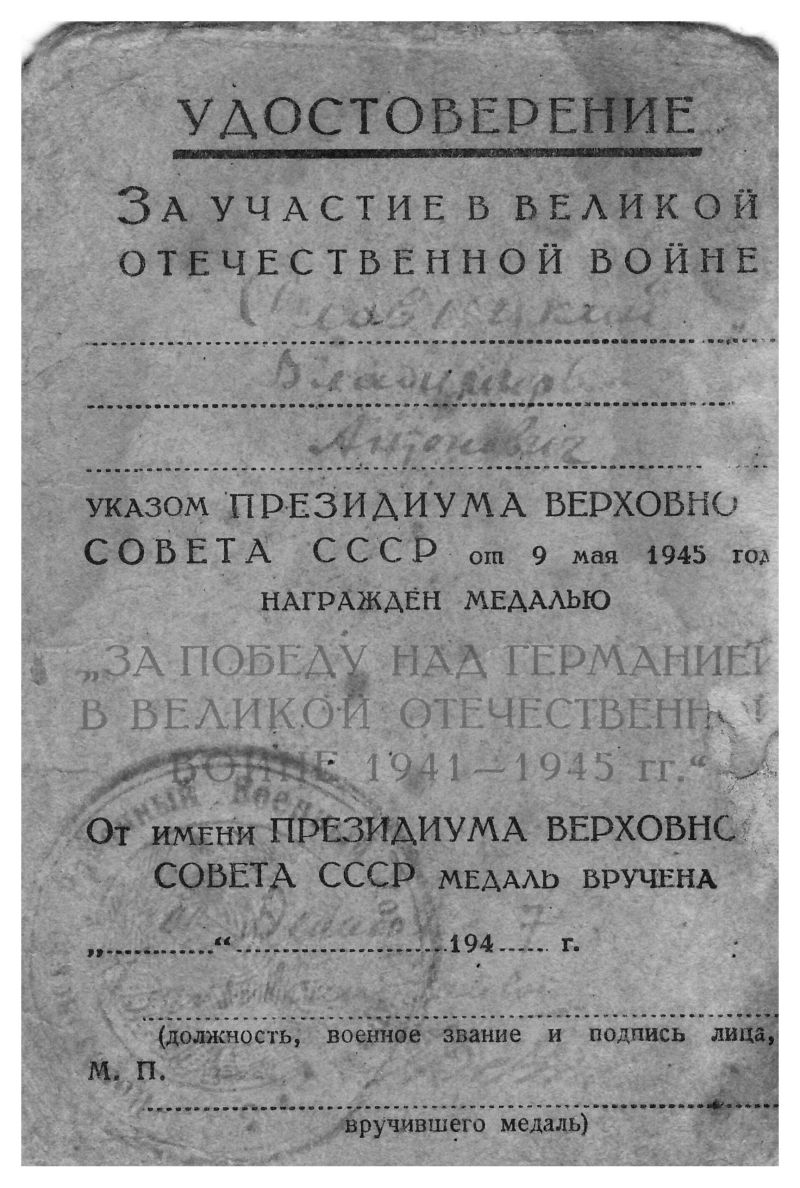 УДОСТОВЕРЕНИЕ
ЗА УЧАСТИЕ В ВЕЛИКОЙ
ОТЕЧЕСТВЕННОЙ ВОЙНЕ
Владимир
Антонович
УКАЗОМ ПРЕЗИДИУМА ВЕРХОВНО
СОВЕТА СССР от 9 мая 1945 год
НАГРАЖДЕН МЕДАЛЬЮ
„ЗА ПОБЕДУ НАД ГЕРМАНИЕЙ
В ВЕЛИКОЙ ОТЕЧЕСТВЕННОЙ
ВОЙНЕ 1941—1945 гг.“
ОТ ИМЕНИ ПРЕЗИДИУМА ВЕРХОВНО
СОВЕТА СССР МЕДАЛЬ ВРУЧЕНА
„ “ 1947 г.
(должность, военное звание и подпись лица,
М. П.
вручившего медаль)